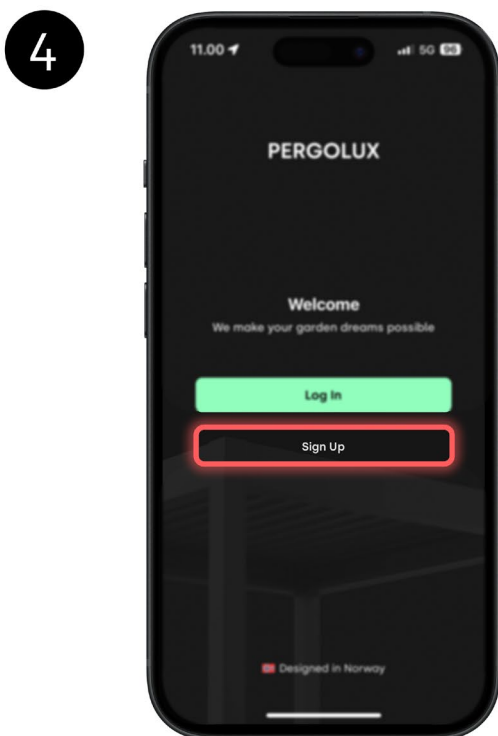 4
11.00
5G 96
PERGOLUX
Welcome
We make your garden dreams possible
Log In
Sign Up
Designed in Norway